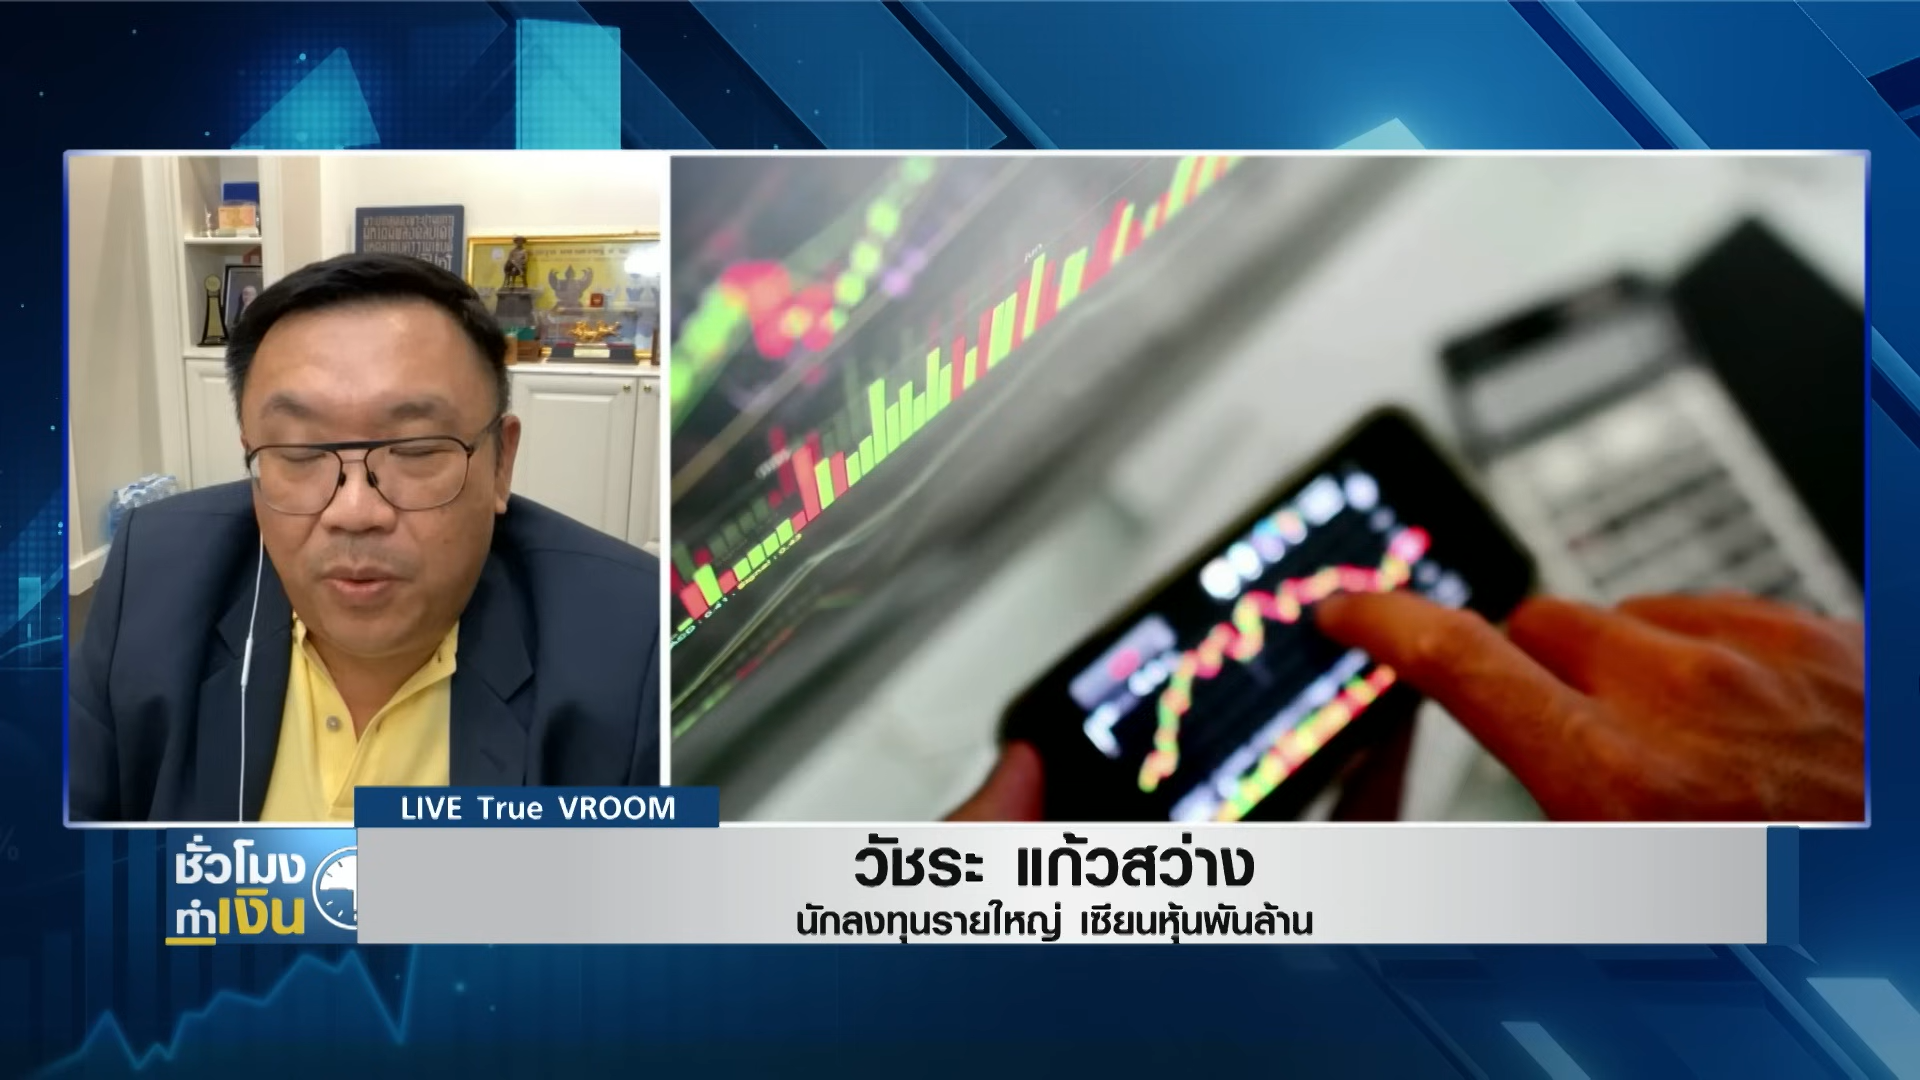 LIVE True VROOM
ชั่วโมง
ทำเงิน
วัชระ แก้วสว่าง
นักลงทุนรายใหญ่ เซียนหุ้นพันล้าน